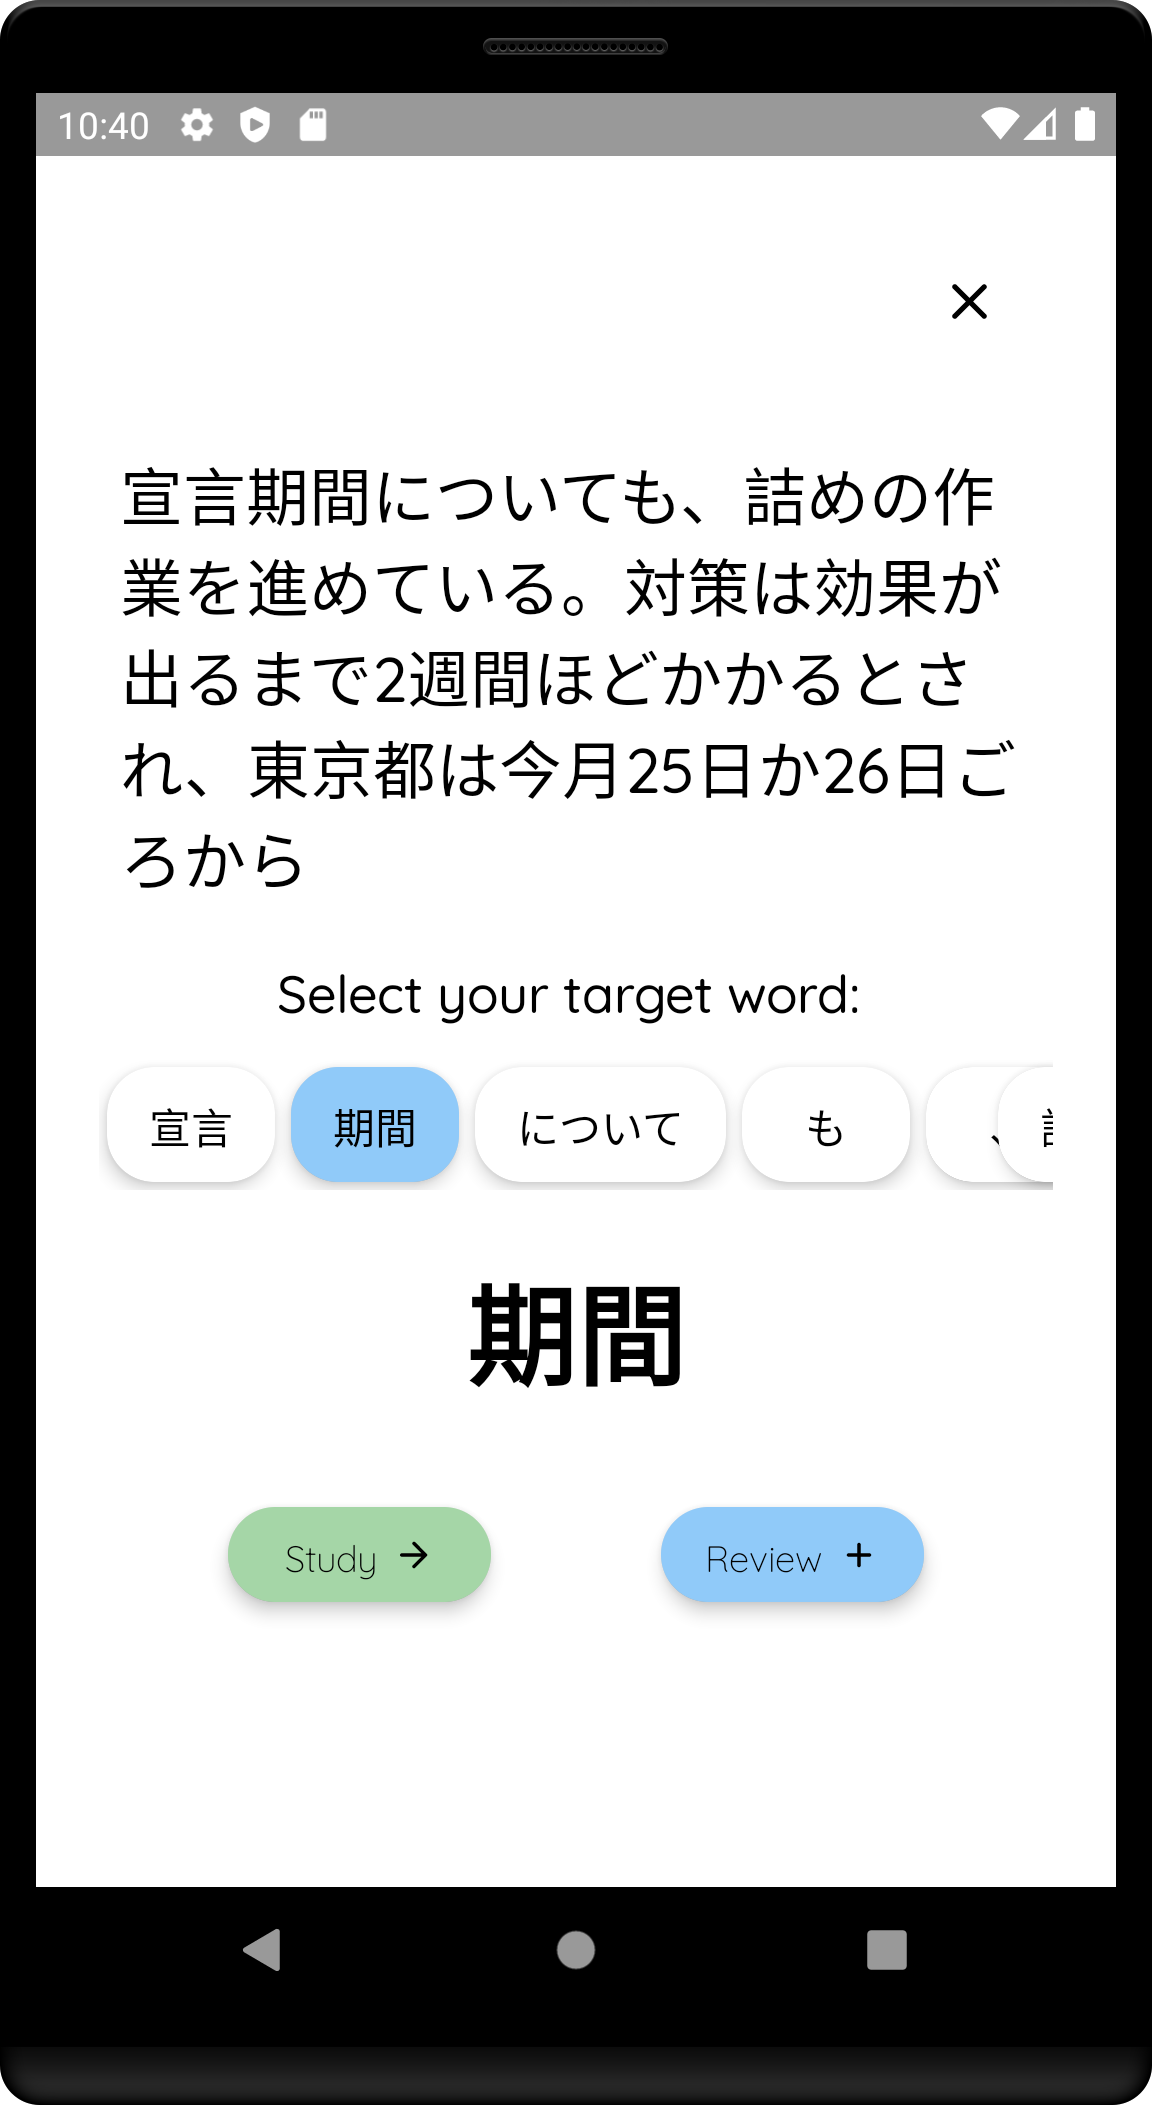 10:40
宣言期間についても、詰めの作
業を進めている。対策は効果が
出るまで2週間ほどかかるとさ
れ、東京都は今月25日か26日ご
ろから
Select your target word:
宣言 期間 について も 、
期間
Study Review